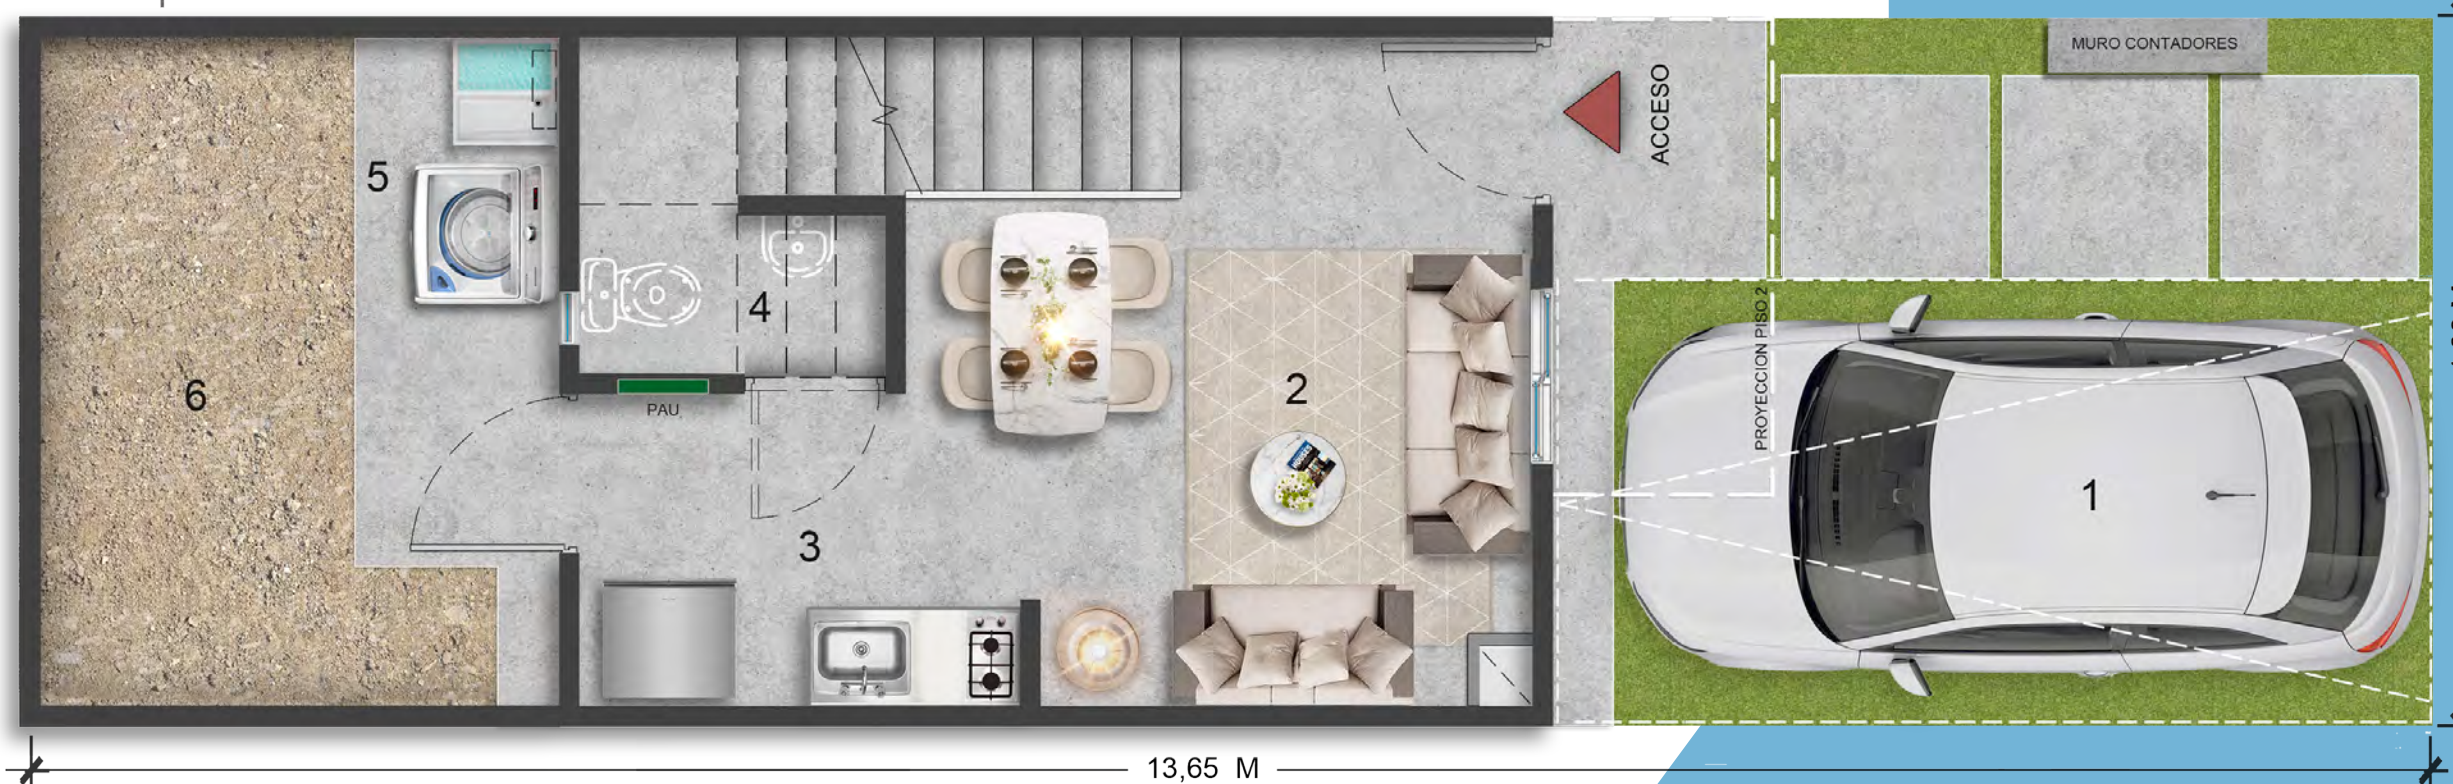 MURO CONTADORES
ACCESO
5
4
PROYECCION PISO 2
6
PAU
2
1
3
13,65 M